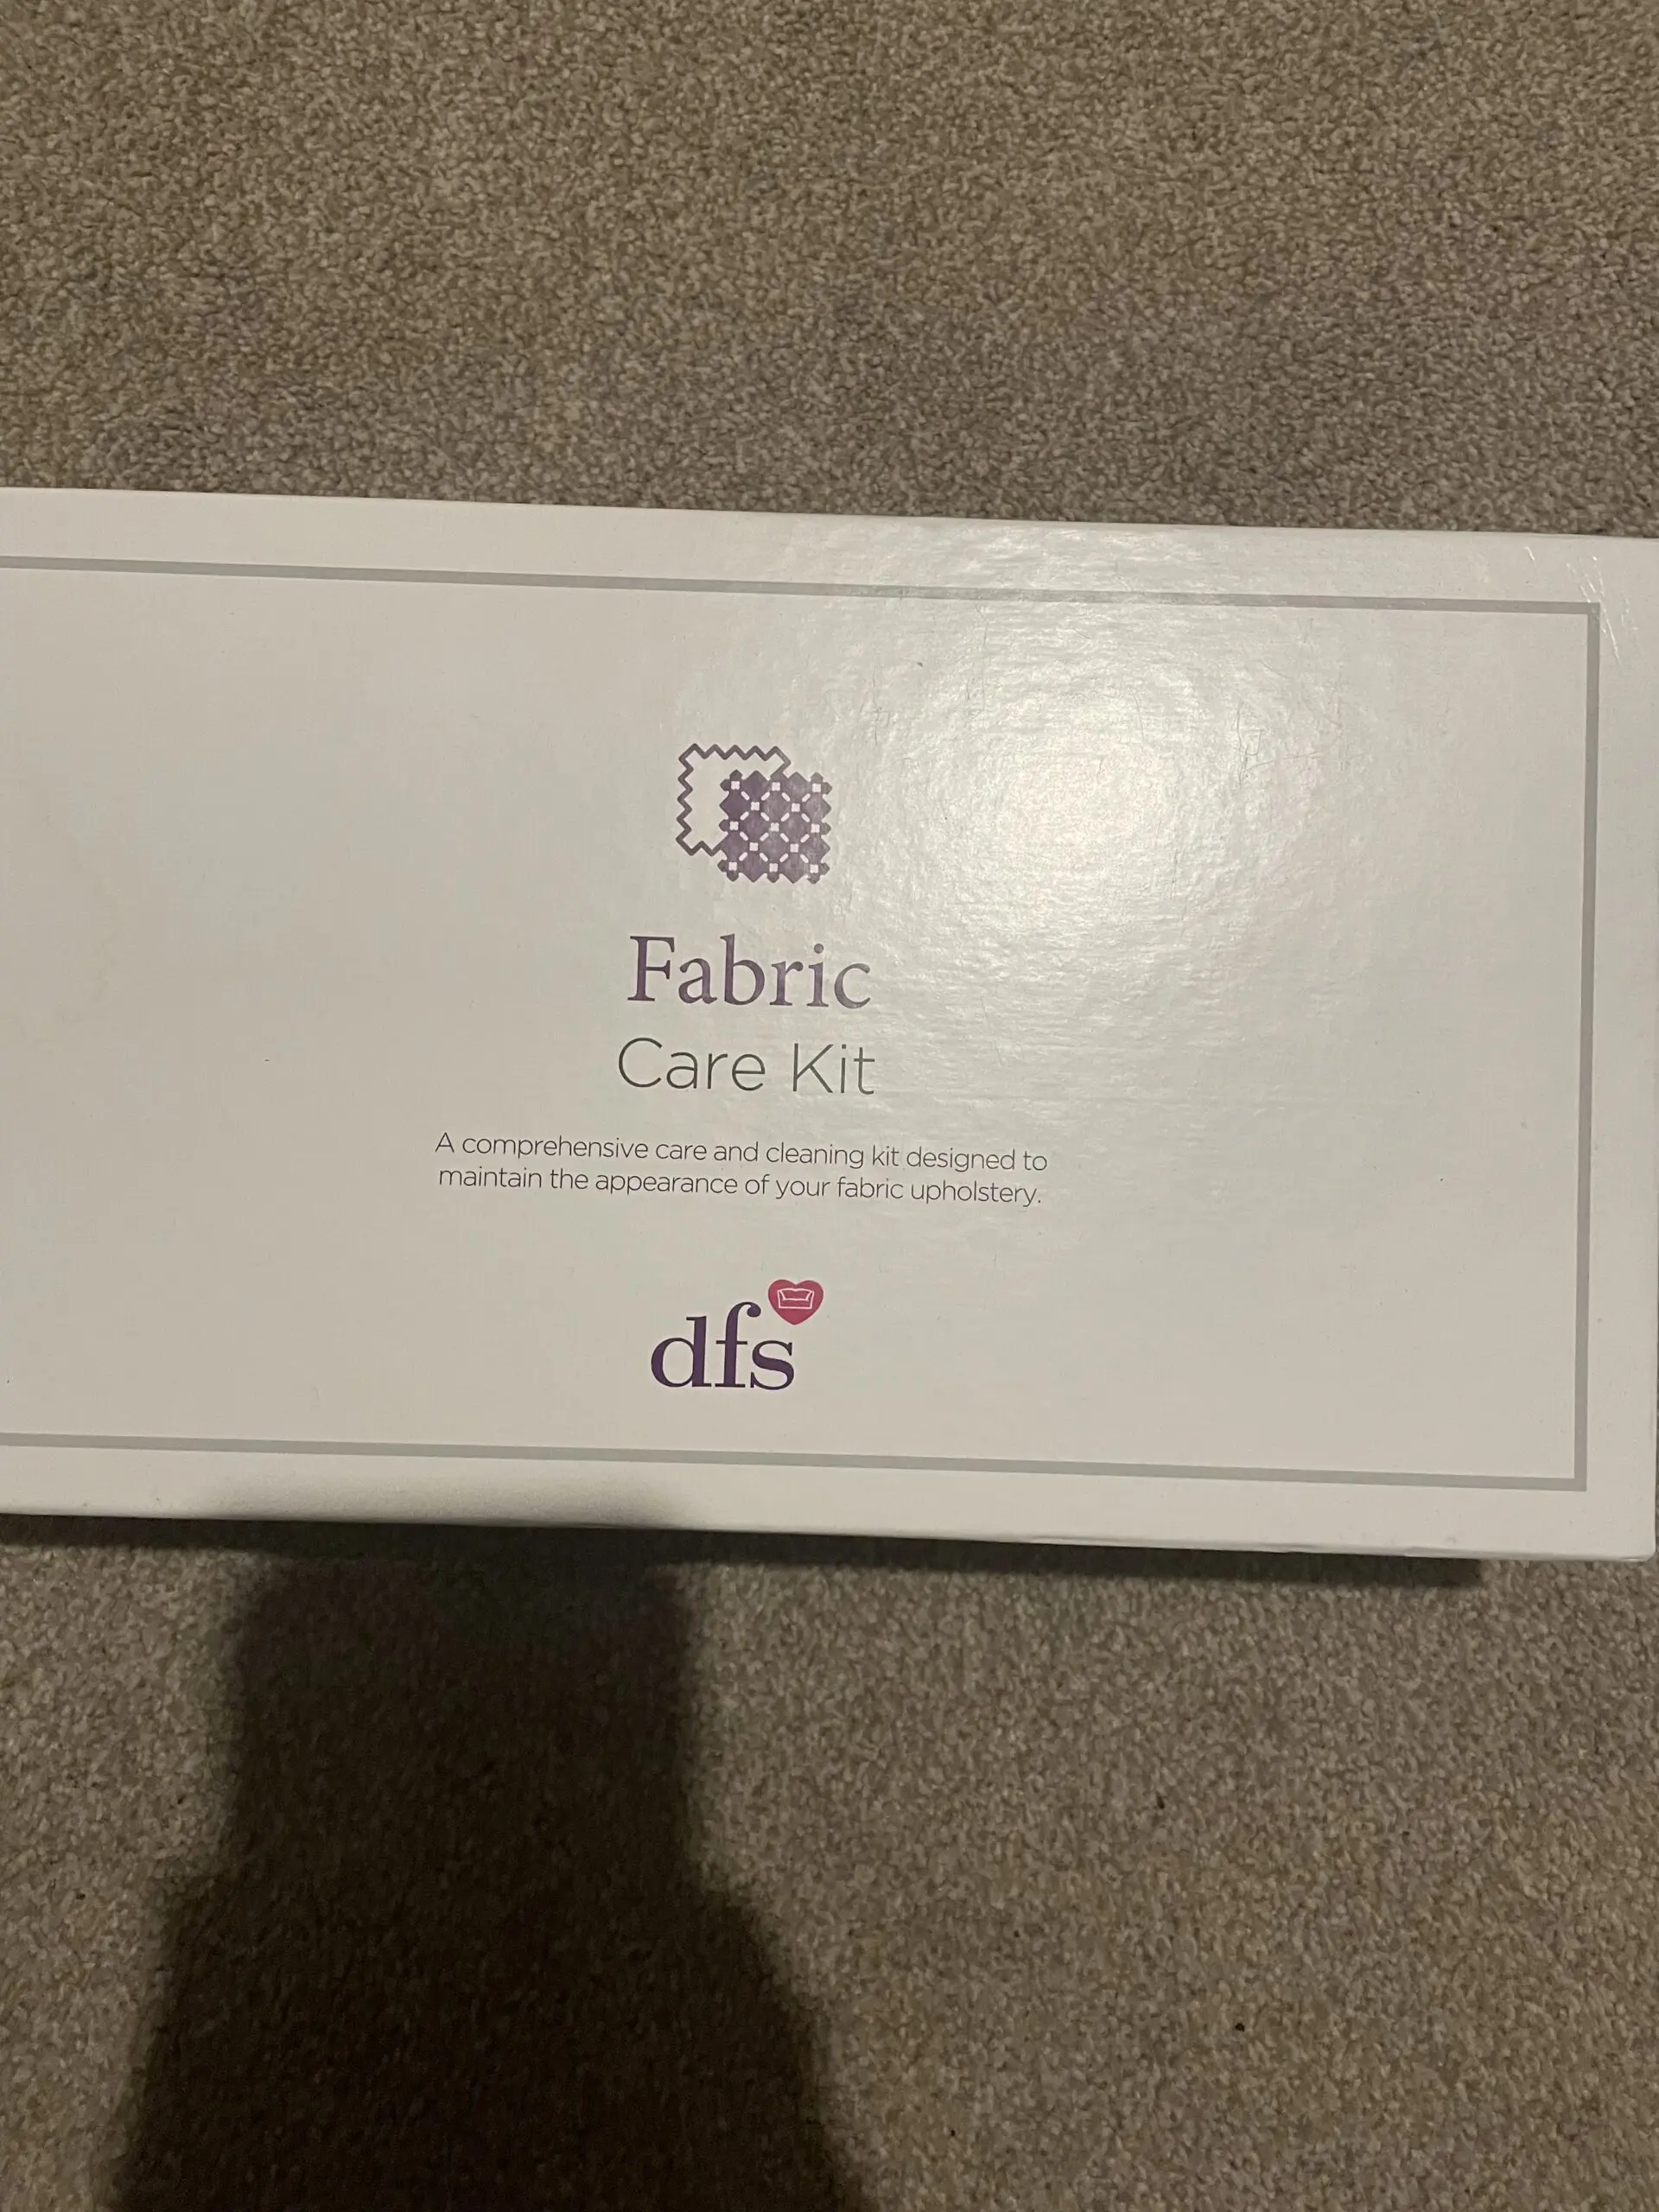 Fabric
Care Kit
A comprehensive care and cleaning kit designed to
maintain the appearance of your fabric upholstery.
dfs